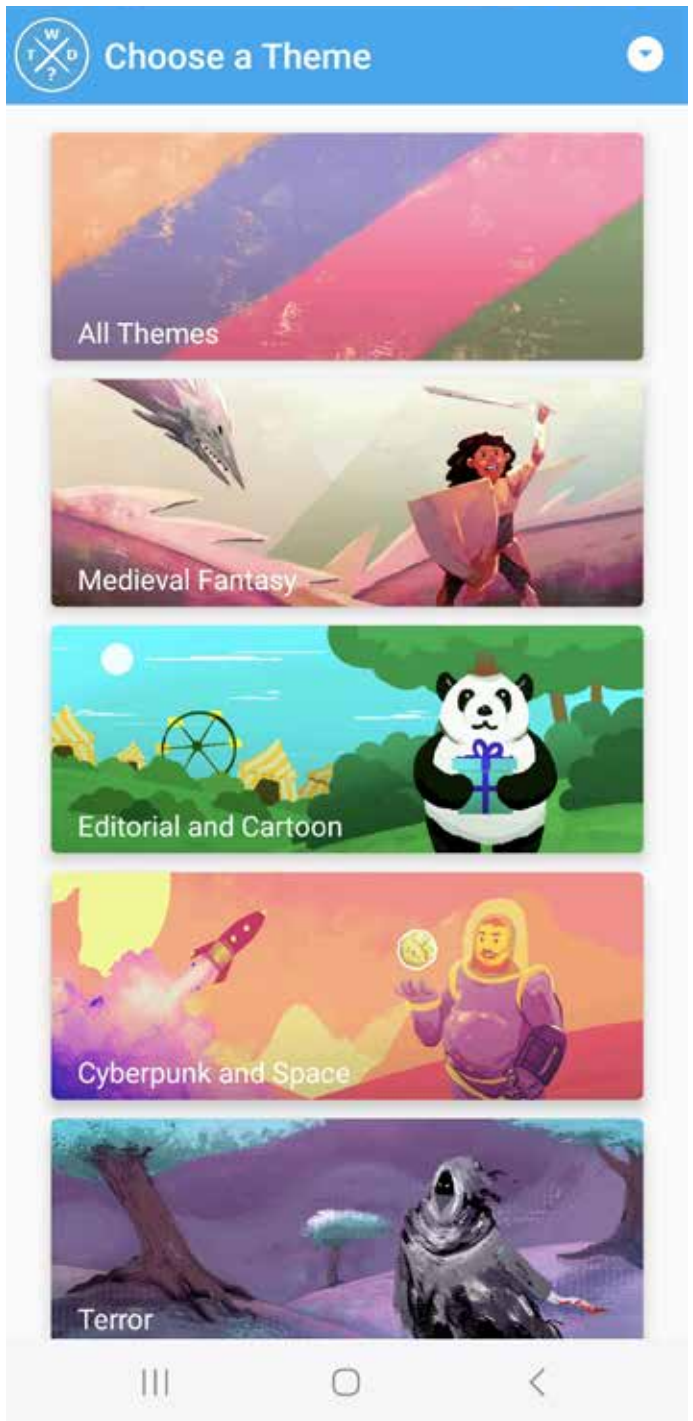 W
T D
?
Choose a Theme
All Themes
Medieval Fantasy
Editorial and Cartoon
Cyberpunk and Space
Terror